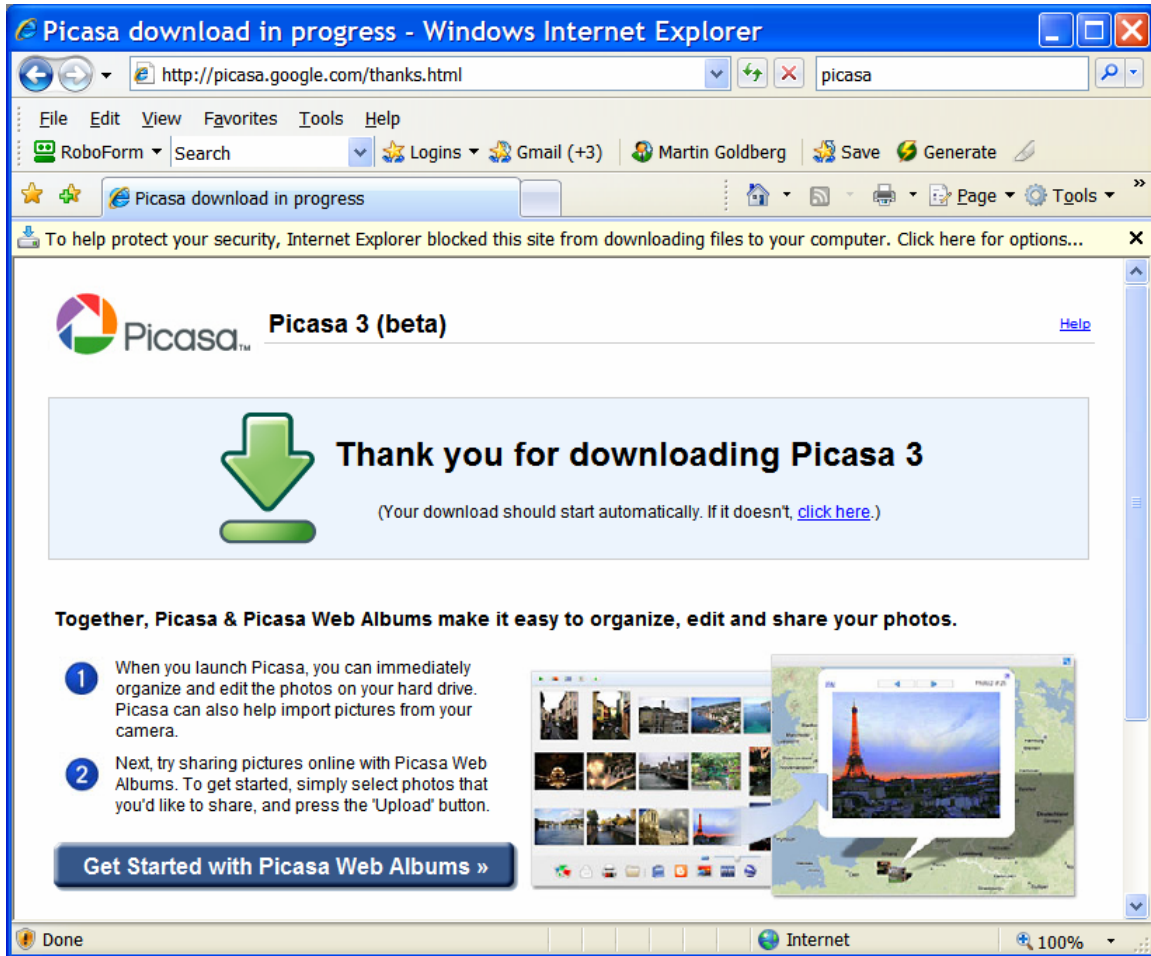 Picasa download in progress - Windows Internet Explorer
http://picasa.google.com/thanks.html
picasa
File Edit View Favorites Tools Help
RoboForm Search Logins Gmail (+3) Martin Goldberg Save Generate
Picasa download in progress
Page Tools »
To help protect your security, Internet Explorer blocked this site from downloading files to your computer. Click here for options...
Picasa™ Picasa 3 (beta) Help
Thank you for downloading Picasa 3
(Your download should start automatically. If it doesn't, click here.)
Together, Picasa & Picasa Web Albums make it easy to organize, edit and share your photos.
1 When you launch Picasa, you can immediately
organize and edit the photos on your hard drive.
Picasa can also help import pictures from your
camera.
2 Next, try sharing pictures online with Picasa Web
Albums. To get started, simply select photos that
you'd like to share, and press the 'Upload' button.
Get Started with Picasa Web Albums »
Done Internet 100%